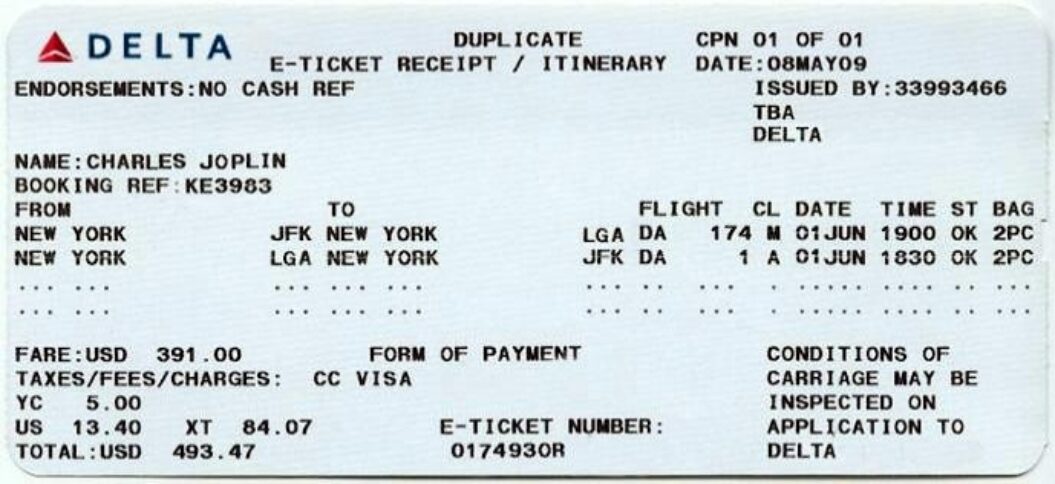 DELTA
DUPLICATE CPN 01 OF 01
E-TICKET RECEIPT / ITINERARY DATE:08MAY09
ENDORSEMENTS:NO CASH REF ISSUED BY:33993466
TBA
DELTA
NAME:CHARLES JOPLIN
BOOKING REF:KE3983
FROM TO FLIGHT CL DATE TIME ST BAG
NEW YORK JFK NEW YORK LGA DA 174 M 01JUN 1900 OK 2PC
NEW YORK LGA NEW YORK JFK DA 1 A 01JUN 1830 OK 2PC
... ... ... ... ... ... .. ... . ..... .... .. ...
... ... ... ... ... ... .. ... . ..... .... .. ...
FARE:USD 391.00 FORM OF PAYMENT CONDITIONS OF
TAXES/FEES/CHARGES: CC VISA CARRIAGE MAY BE
YC 5.00 INSPECTED ON
US 13.40 XT 84.07 E-TICKET NUMBER: APPLICATION TO
TOTAL:USD 493.47 0174930R DELTA